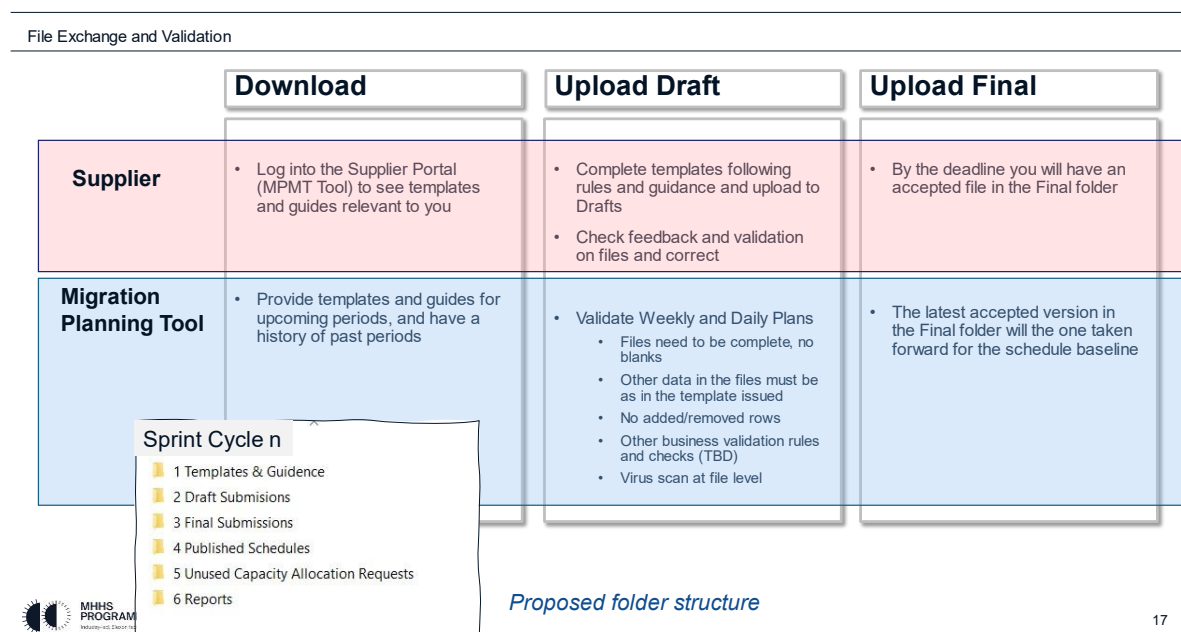 File Exchange and Validation
Download
Upload Draft
Upload Final
Supplier
• Log into the Supplier Portal
(MPMT Tool) to see templates
and guides relevant to you
• Complete templates following
rules and guidance and upload to
Drafts
• Check feedback and validation
on files and correct
• By the deadline you will have an
accepted file in the Final folder
Migration
Planning Tool
• Provide templates and guides for
upcoming periods, and have a
history of past periods
• Validate Weekly and Daily Plans
• Files need to be complete, no
blanks
• Other data in the files must be
as in the template issued
• No added/removed rows
• Other business validation rules
and checks (TBD)
• Virus scan at file level
• The latest accepted version in
the Final folder will the one taken
forward for the schedule baseline
Sprint Cycle n
1 Templates & Guidence
2 Draft Submisions
3 Final Submissions
4 Published Schedules
5 Unused Capacity Allocation Requests
6 Reports
Proposed folder structure
MHHS
PROGRAM
17